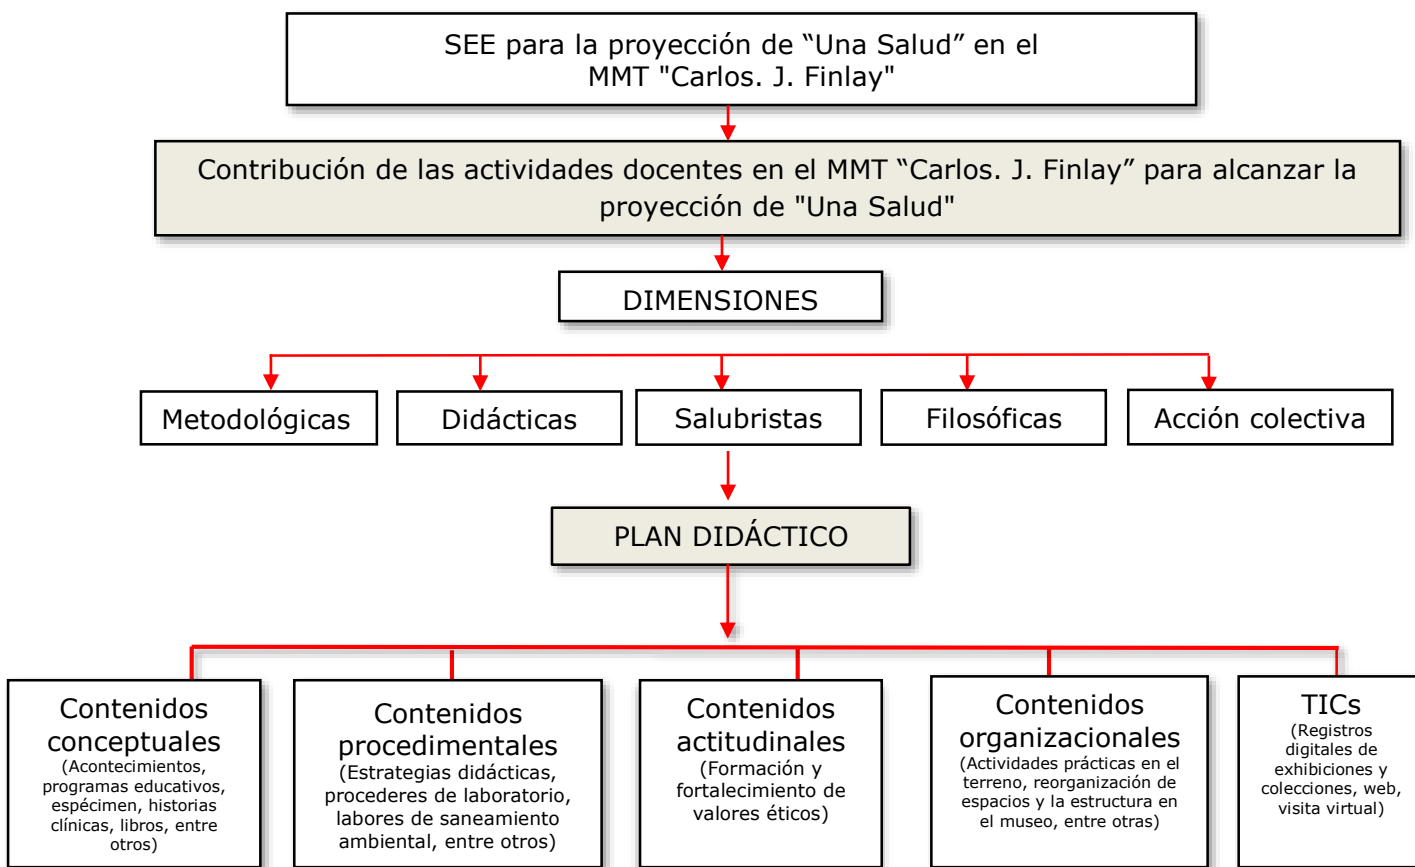 SEE para la proyección de “Una Salud” en el
MMT "Carlos. J. Finlay"
Contribución de las actividades docentes en el MMT “Carlos. J. Finlay” para alcanzar la
proyección de "Una Salud"
DIMENSIONES
Metodológicas
Didácticas
Salubristas
Filosóficas
Acción colectiva
PLAN DIDÁCTICO
Contenidos
conceptuales
(Acontecimientos,
programas educativos,
espécimen, historias
clínicas, libros, entre
otros)
Contenidos
procedimentales
(Estrategias didácticas,
procederes de laboratorio,
labores de saneamiento
ambiental, entre otros)
Contenidos
actitudinales
(Formación y
fortalecimiento de
valores éticos)
Contenidos
organizacionales
(Actividades prácticas en el
terreno, reorganización de
espacios y la estructura en
el museo, entre otras)
TICs
(Registros
digitales de
exhibiciones y
colecciones, web,
visita virtual)